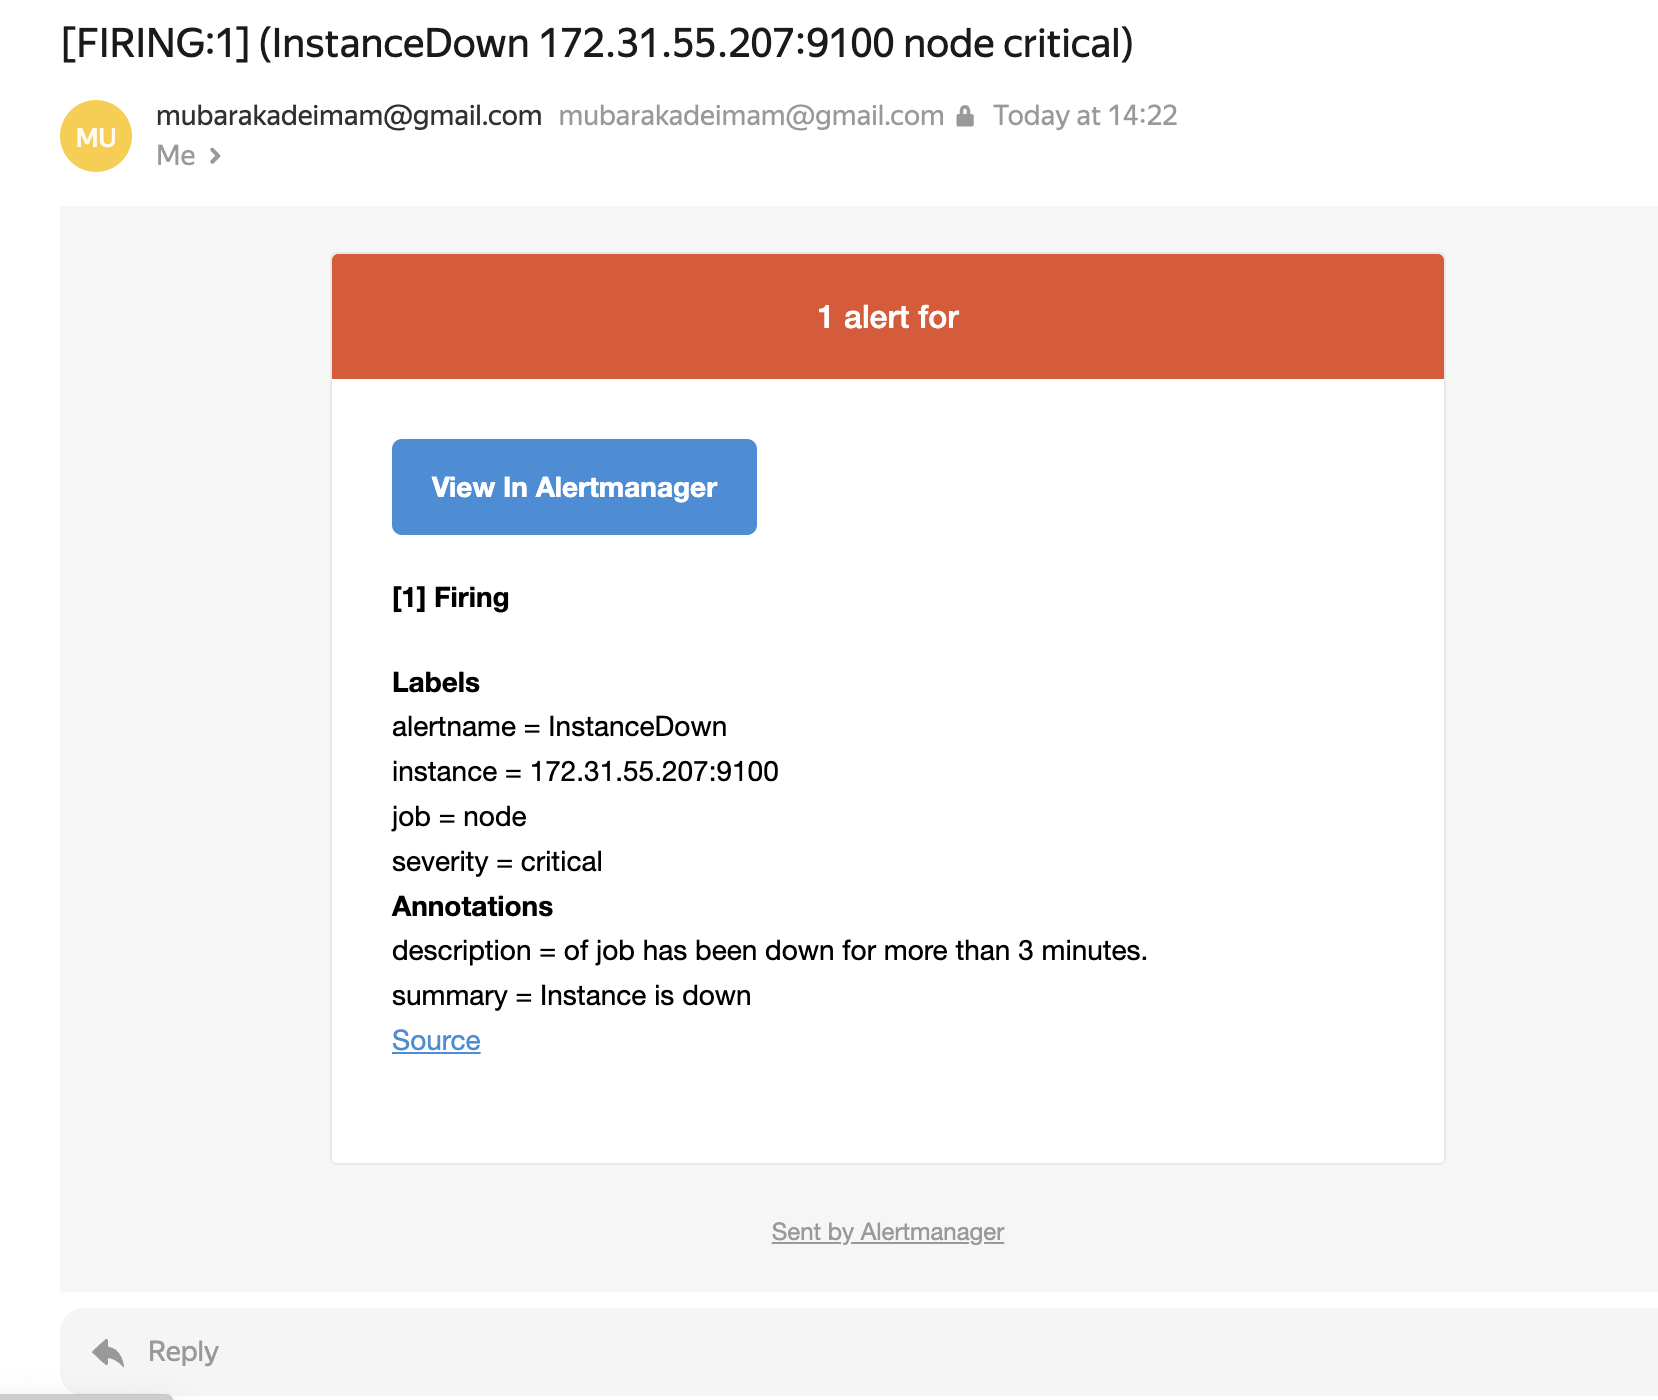 [FIRING:1] (InstanceDown 172.31.55.207:9100 node critical)
MU
mubarakadeimam@gmail.com mubarakadeimam@gmail.com Today at 14:22
Me >
1 alert for
View In Alertmanager
[1] Firing
Labels
alertname = InstanceDown
instance = 172.31.55.207:9100
job = node
severity = critical
Annotations
description = of job has been down for more than 3 minutes.
summary = Instance is down
Source
Sent by Alertmanager
Reply